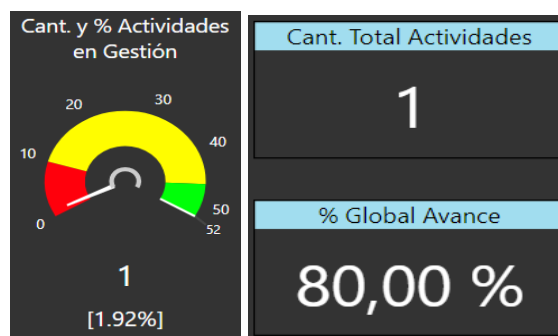 Cant. y % Actividades
en Gestión
0
10
20
30
40
50
52
1
[1.92%]
Cant. Total Actividades
1
% Global Avance
80,00 %